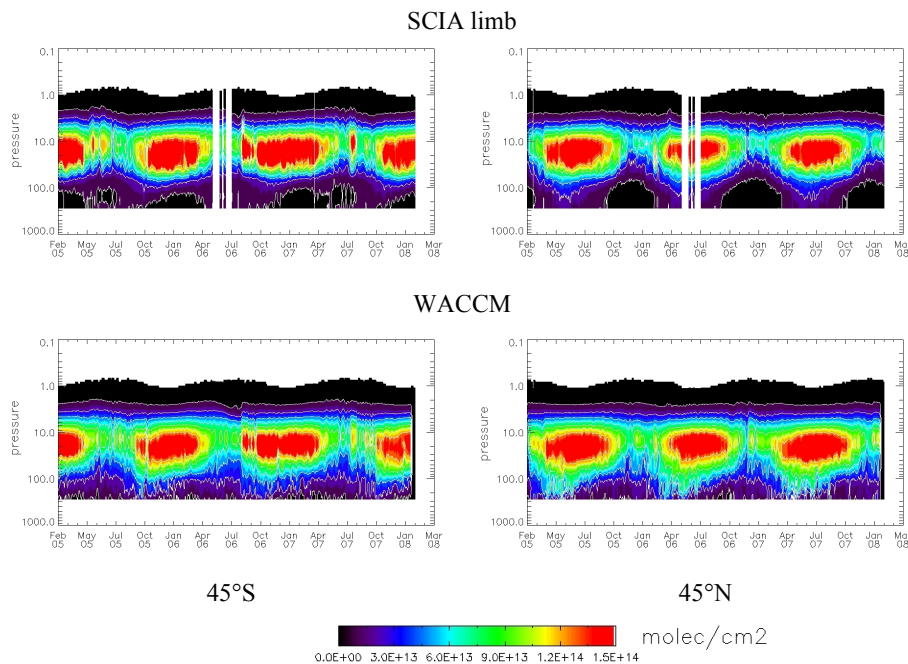 SCIA limb
0.1
1.0
10.0
100.0
1000.0
pressure
Feb 05 May 05 Jul 05 Oct 05 Jan 06 Apr 06 Jul 06 Oct 06 Jan 07 Apr 07 Jul 07 Oct 07 Jan 08 Mar 08
0.1
1.0
10.0
100.0
1000.0
pressure
Feb 05 May 05 Jul 05 Oct 05 Jan 06 Apr 06 Jul 06 Oct 06 Jan 07 Apr 07 Jul 07 Oct 07 Jan 08 Mar 08
WACCM
0.1
1.0
10.0
100.0
1000.0
pressure
Feb 05 May 05 Jul 05 Oct 05 Jan 06 Apr 06 Jul 06 Oct 06 Jan 07 Apr 07 Jul 07 Oct 07 Jan 08 Mar 08
0.1
1.0
10.0
100.0
1000.0
pressure
Feb 05 May 05 Jul 05 Oct 05 Jan 06 Apr 06 Jul 06 Oct 06 Jan 07 Apr 07 Jul 07 Oct 07 Jan 08 Mar 08
45°S 45°N
molec/cm2
0.0E+00 3.0E+13 6.0E+13 9.0E+13 1.2E+14 1.5E+14